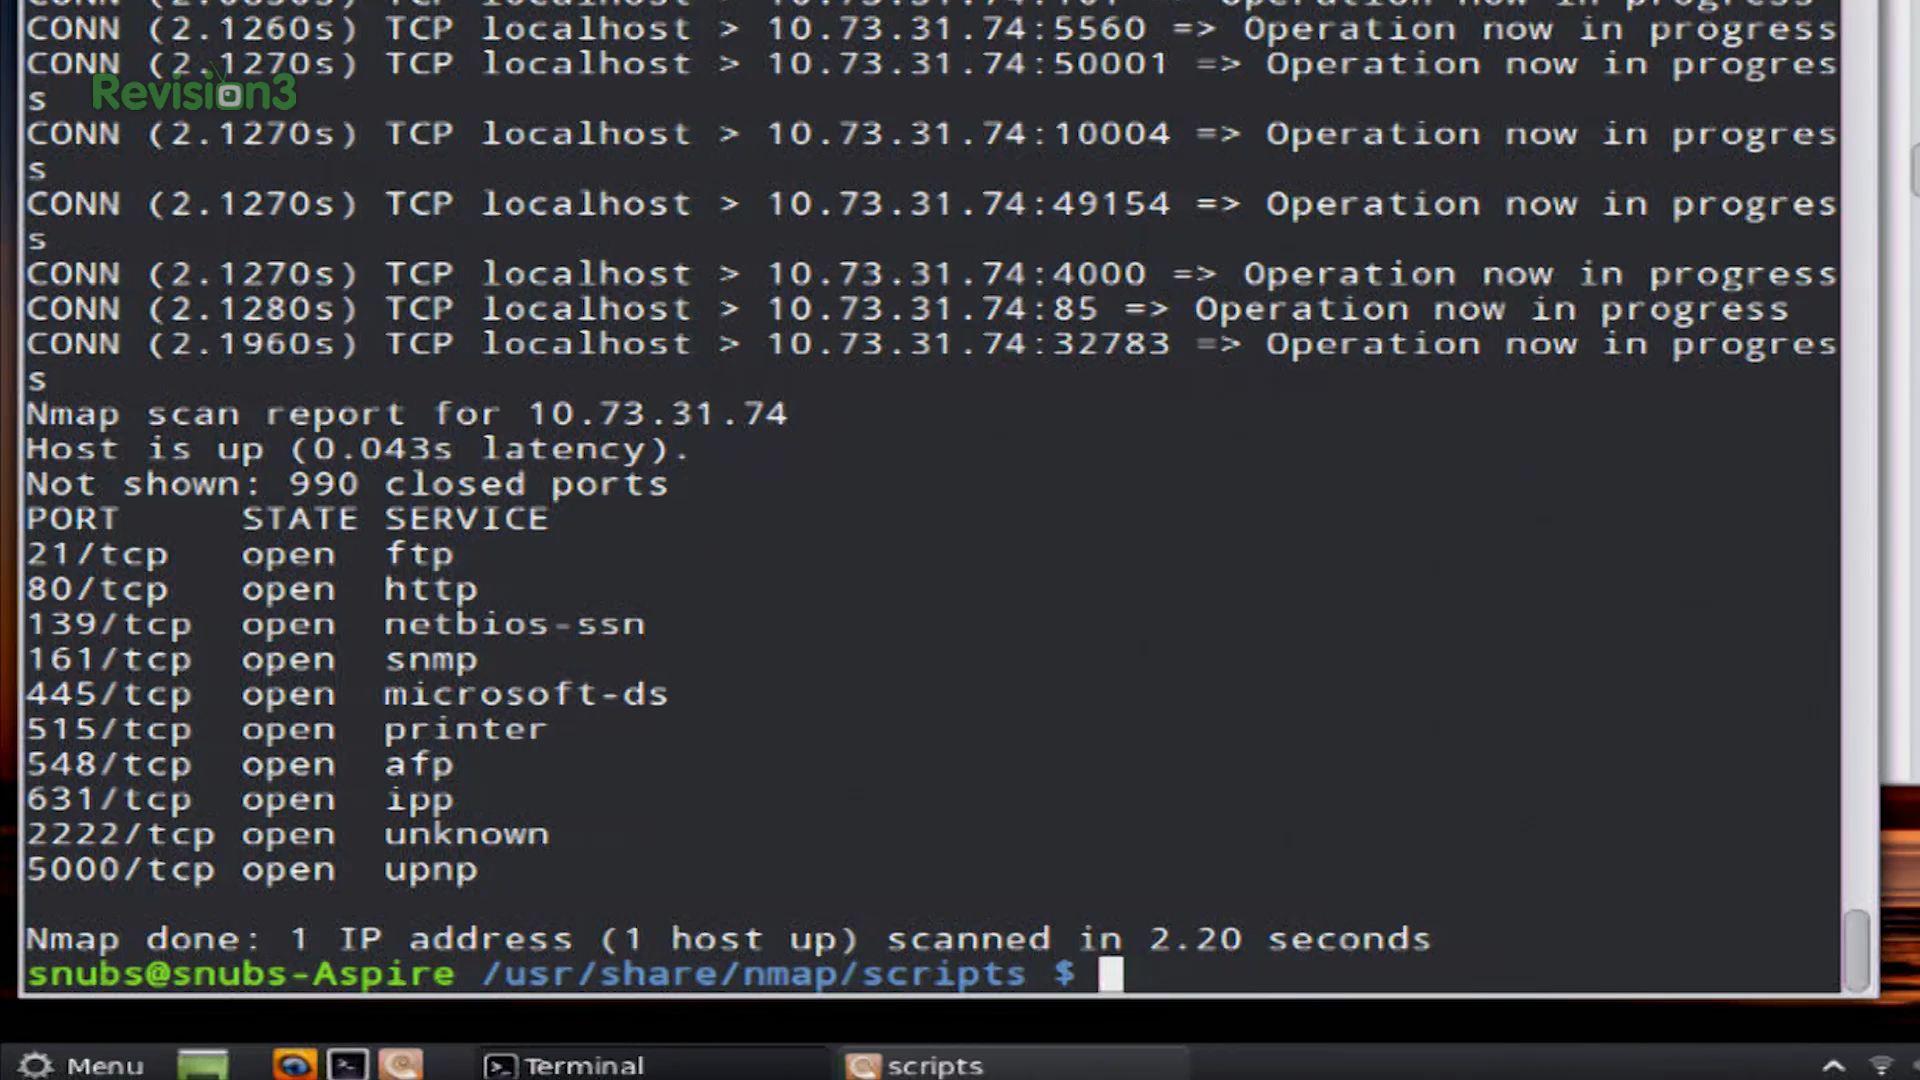 CONN (2.1260s) TCP localhost > 10.73.31.74:5560 => Operation now in progress
CONN (2.1270s) TCP localhost > 10.73.31.74:50001 => Operation now in progres
s
Revision3
CONN (2.1270s) TCP localhost > 10.73.31.74:10004 => Operation now in progres
s
CONN (2.1270s) TCP localhost > 10.73.31.74:49154 => Operation now in progres
s
CONN (2.1270s) TCP localhost > 10.73.31.74:4000 => Operation now in progress
CONN (2.1280s) TCP localhost > 10.73.31.74:85 => Operation now in progress
CONN (2.1960s) TCP localhost > 10.73.31.74:32783 => Operation now in progres
s
Nmap scan report for 10.73.31.74
Host is up (0.043s latency).
Not shown: 990 closed ports
PORT STATE SERVICE
21/tcp open ftp
80/tcp open http
139/tcp open netbios-ssn
161/tcp open snmp
445/tcp open microsoft-ds
515/tcp open printer
548/tcp open afp
631/tcp open ipp
2222/tcp open unknown
5000/tcp open upnp
Nmap done: 1 IP address (1 host up) scanned in 2.20 seconds
snubs@snubs-Aspire /usr/share/nmap/scripts $
Menu Terminal scripts